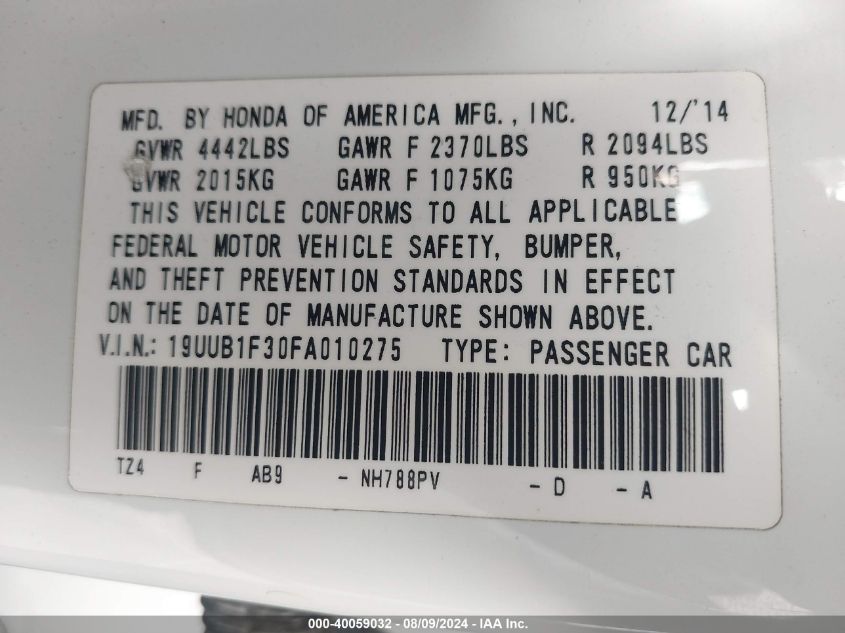 MFD. BY HONDA OF AMERICA MFG., INC. 12/'14
GVWR 4442LBS GAWR F 2370LBS R 2094LBS
GVWR 2015KG GAWR F 1075KG R 950KG
THIS VEHICLE CONFORMS TO ALL APPLICABLE
FEDERAL MOTOR VEHICLE SAFETY, BUMPER,
AND THEFT PREVENTION STANDARDS IN EFFECT
ON THE DATE OF MANUFACTURE SHOWN ABOVE.
V.I.N.: 19UUB1F30FA010275 TYPE: PASSENGER CAR
TZ4 F AB9 - NH788PV - D - A
000-40059032 - 08/09/2024 - IAA Inc.